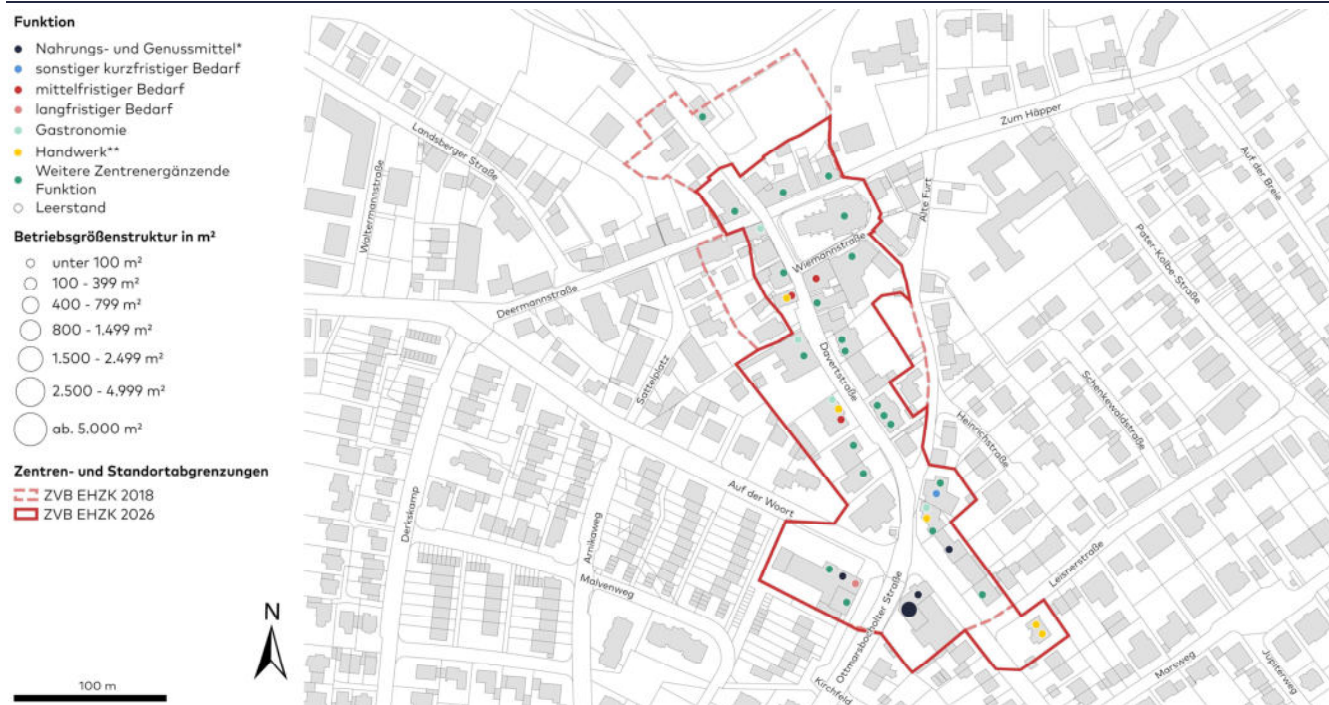 Funktion
Nahrungs- und Genussmittel*
sonstiger kurzfristiger Bedarf
mittelfristiger Bedarf
langfristiger Bedarf
Gastronomie
Handwerk**
Weitere Zentrenergänzende
Funktion
Leerstand
Betriebsgrößenstruktur in m²
unter 100 m²
100 - 399 m²
400 - 799 m²
800 - 1.499 m²
1.500 - 2.499 m²
2.500 - 4.999 m²
ab. 5.000 m²
Zentren- und Standortabgrenzungen
ZVB EHZK 2018
ZVB EHZK 2026
N
100 m
Landsberger Straße
Waltermannstraße
Deermannstraße
Zum Häpper
Alte Furt
Auf der Breie
Pater-Kolbe-Straße
Wiemannstraße
Davertstraße
Sattelplatz
Schenkewaldstraße
Heinrichstraße
Auf der Woort
Derkskamp
Arnikaweg
Malvenweg
Leisnerstraße
Ottmarsbocholter Straße
Kirchfeld
Marsweg
Jupiterweg